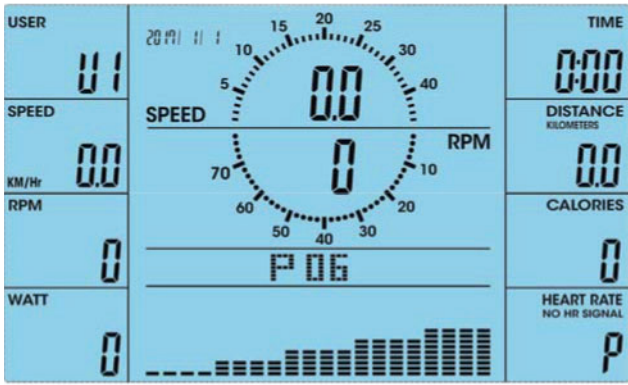 USER
U1
SPEED
KM/Hr 0.0
RPM
0
WATT
0
2019/ 1/ 1
5 10 15 20 25 30 40
0.0
SPEED
RPM
0
70 60 50 40 30 20 10
P 06
TIME
0:00
DISTANCE
KILOMETERS
0.0
CALORIES
0
HEART RATE
NO HR SIGNAL
P